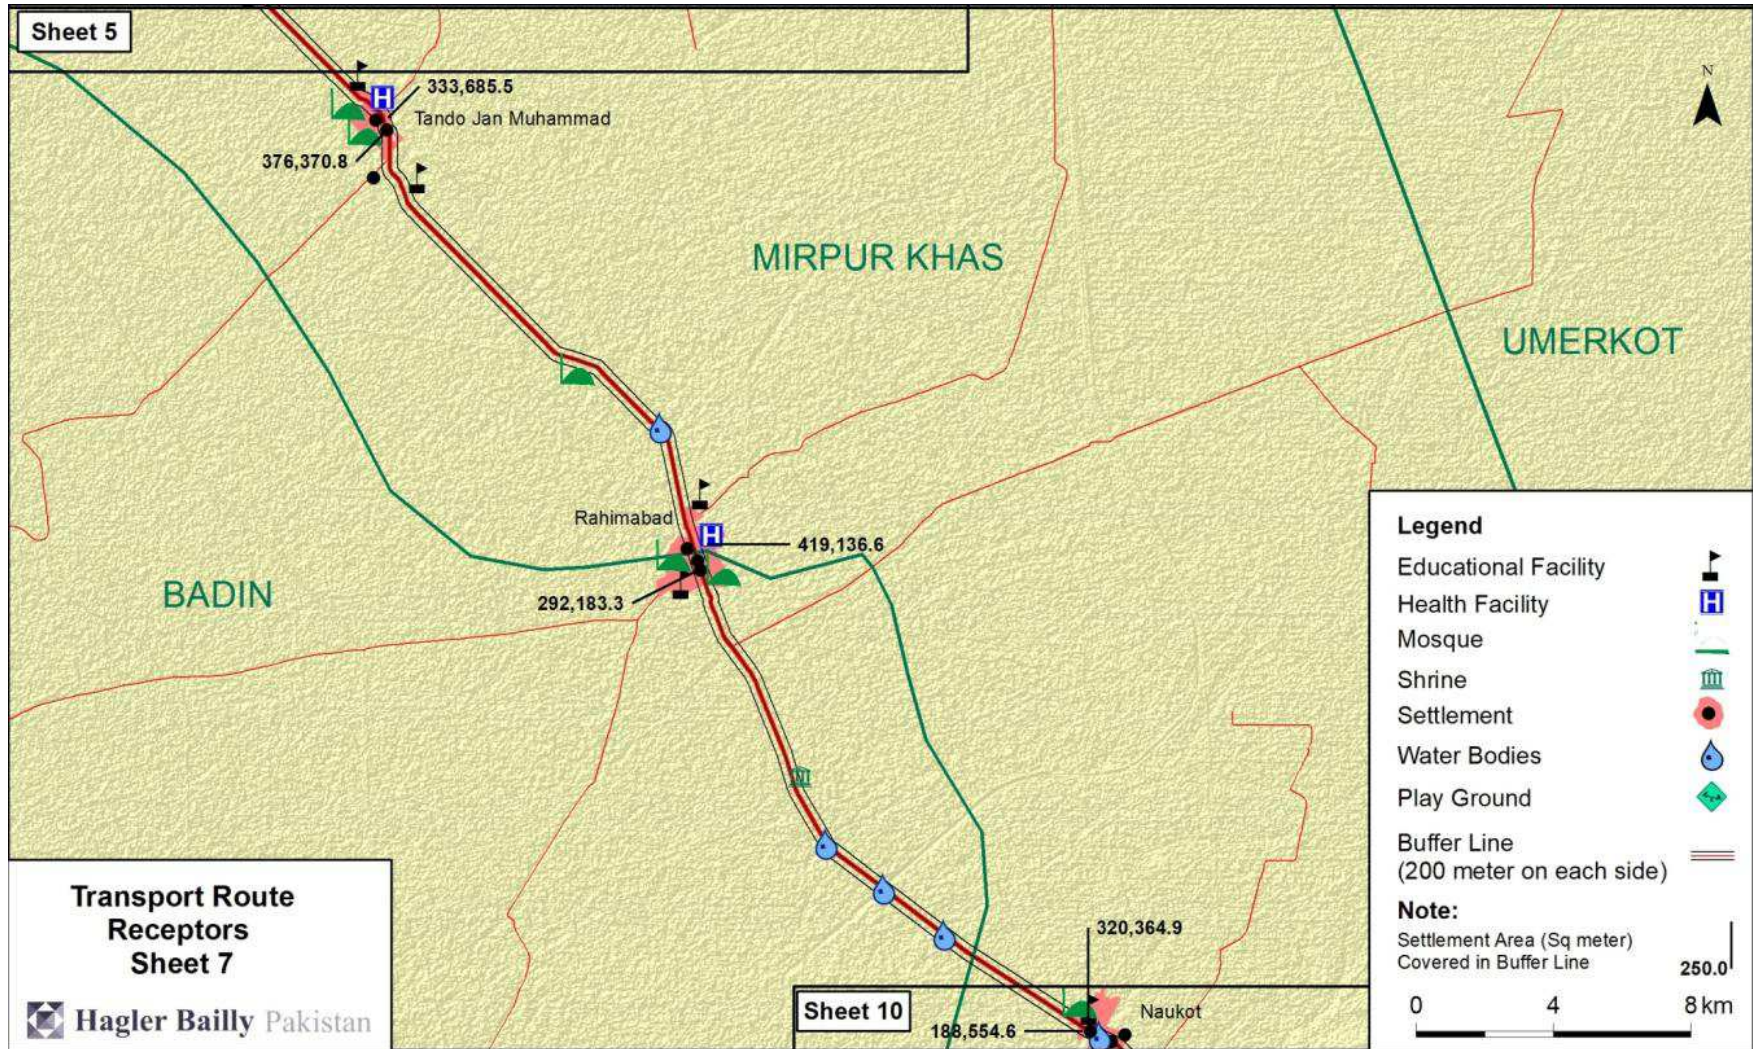 Sheet 5
N
333,685.5
Tando Jan Muhammad
376,370.8
MIRPUR KHAS
UMERKOT
Rahimabad
419,136.6
BADIN
292,183.3
320,364.9
Sheet 10
Naukot
188,554.6
Transport Route
Receptors
Sheet 7
Hagler Bailly Pakistan
Legend
Educational Facility
Health Facility
H
Mosque
Shrine
Settlement
Water Bodies
Play Ground
Buffer Line
(200 meter on each side)
Note:
Settlement Area (Sq meter)
Covered in Buffer Line
250.0
0 4 8 km
H
H